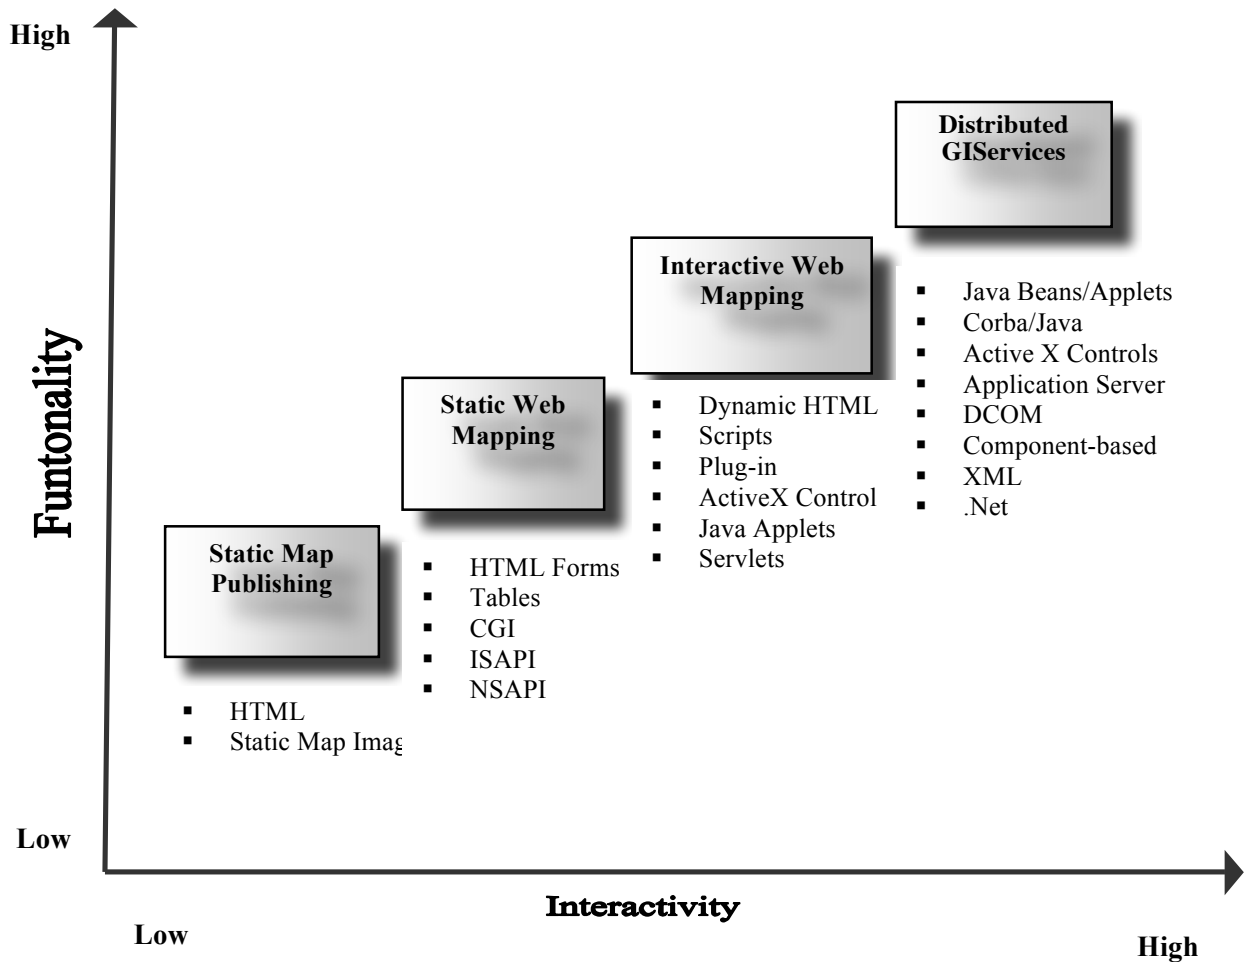 High
Distributed
GIServices
Interactive Web
Mapping
▪ Java Beans/Applets
▪ Corba/Java
▪ Active X Controls
▪ Application Server
▪ DCOM
▪ Component-based
▪ XML
▪ .Net
Static Web
Mapping
▪ Dynamic HTML
▪ Scripts
▪ Plug-in
▪ ActiveX Control
▪ Java Applets
▪ Servlets
Funtonality
Static Map
Publishing
▪ HTML Forms
▪ Tables
▪ CGI
▪ ISAPI
▪ NSAPI
▪ HTML
▪ Static Map Imag
Low
Interactivity
Low
High